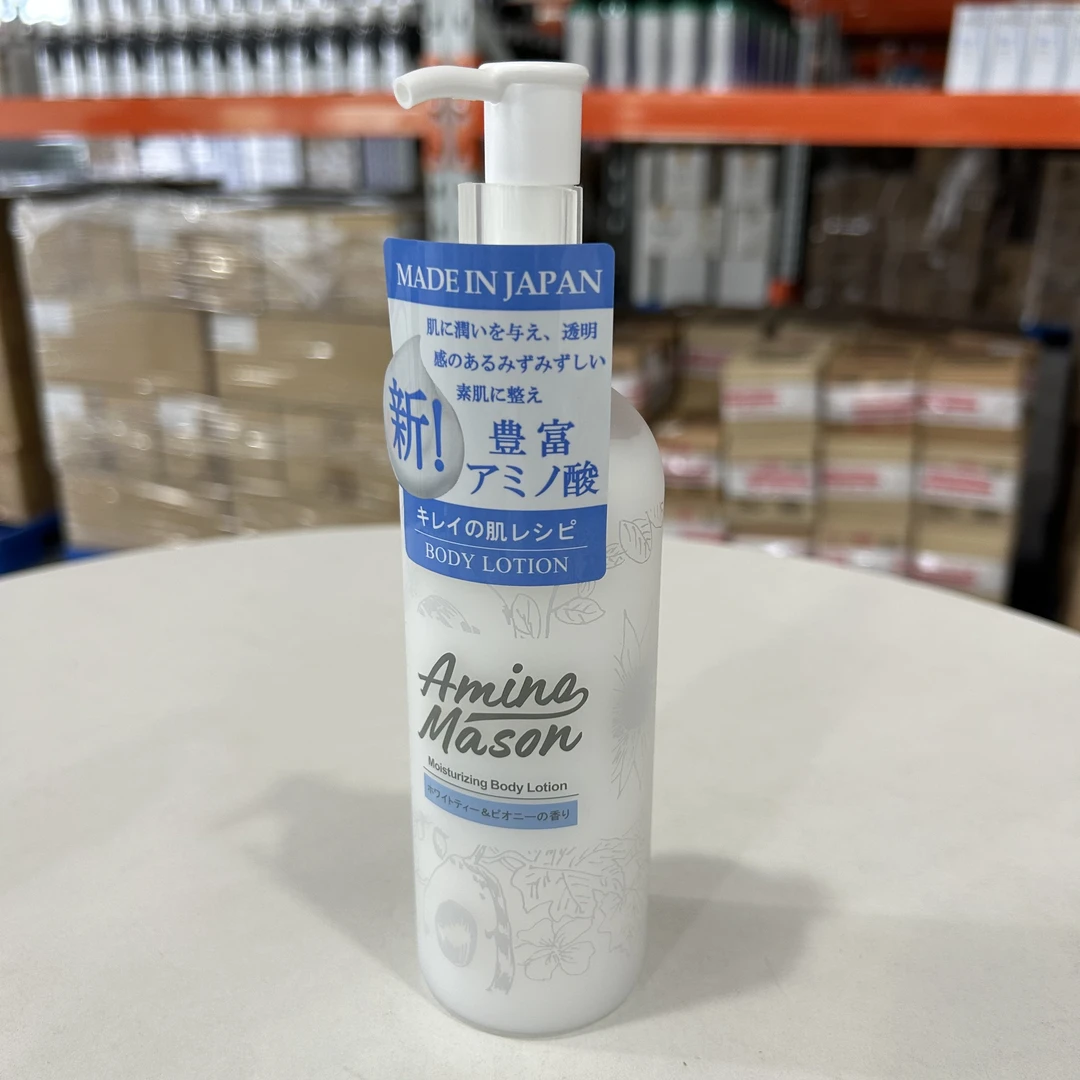 MADE IN JAPAN
肌に潤いを与え、透明
感のあるみずみずしい
素肌に整え
新!
豊富
アミノ酸
キレイの肌レシピ
BODY LOTION
Amino
Mason
Moisturizing Body Lotion
ホワイトティー&ピオニーの香り